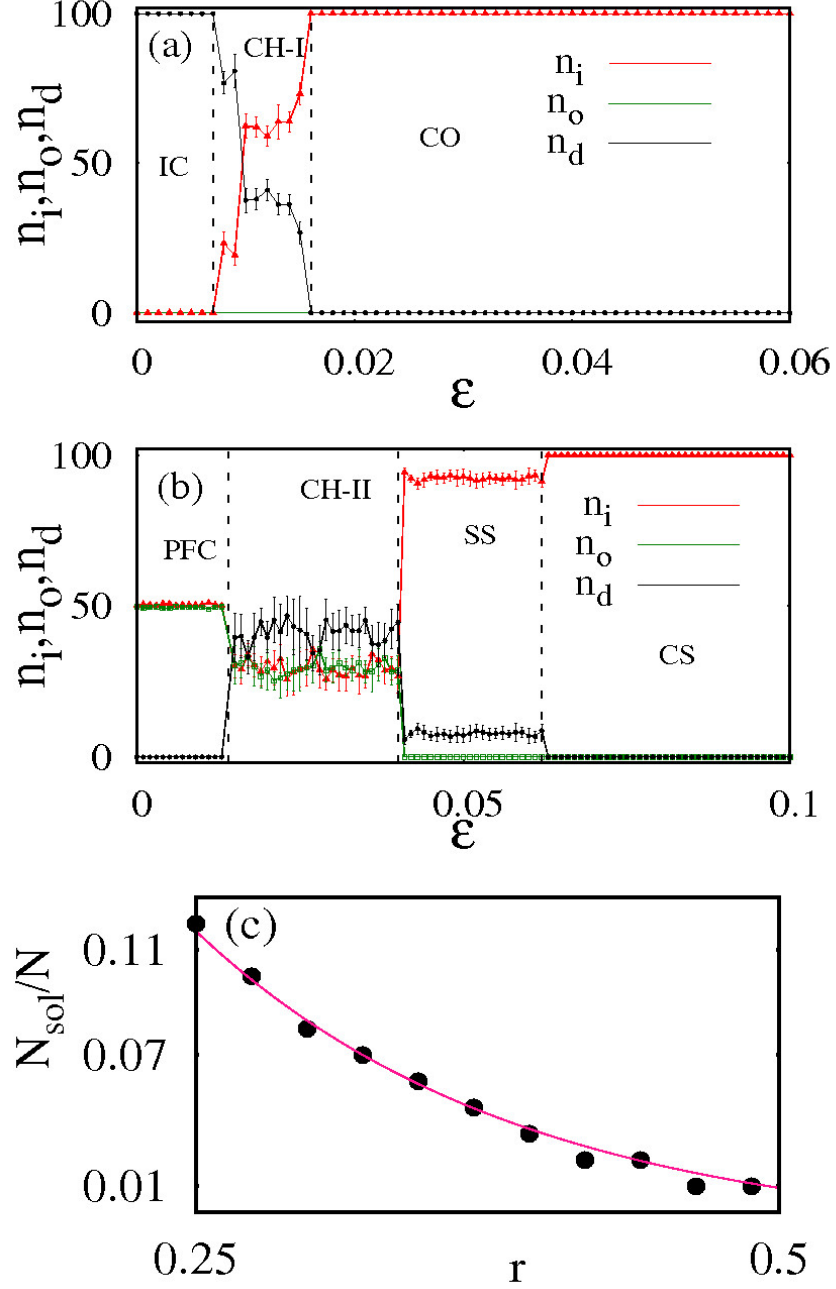 100
(a)
CH-I
n_i
n_o
n_d
n_i,n_o,n_d
50
IC
CO
0
0
0.02
0.04
0.06
ε
100
(b)
CH-II
n_i
n_o
n_d
PFC
SS
n_i,n_o,n_d
50
CS
0
0
0.05
0.1
ε
(c)
N_sol/N
0.11
0.07
0.01
0.25
r
0.5